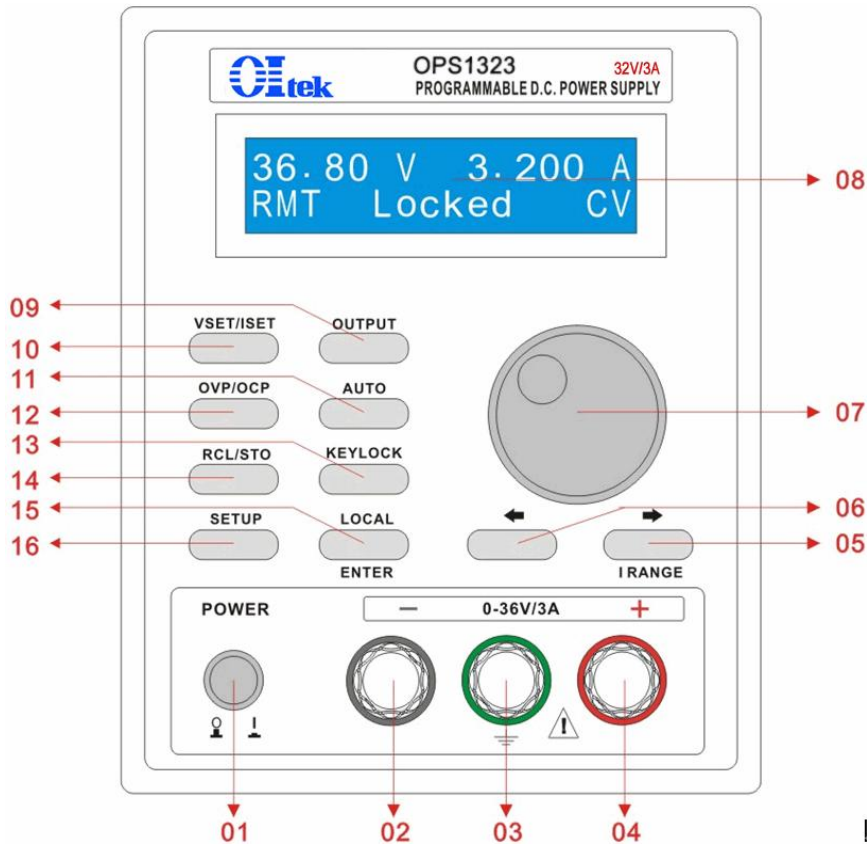 OItek OPS1323 32V/3A
PROGRAMMABLE D.C. POWER SUPPLY
36.80 V 3.200 A
RMT Locked CV
08
09
VSET/ISET OUTPUT
10
11
OVP/OCP AUTO
12
07
13
RCL/STO KEYLOCK
14
15
06
SETUP LOCAL
16
05
ENTER I RANGE
POWER − 0-36V/3A +
O I
!
01 02 03 04